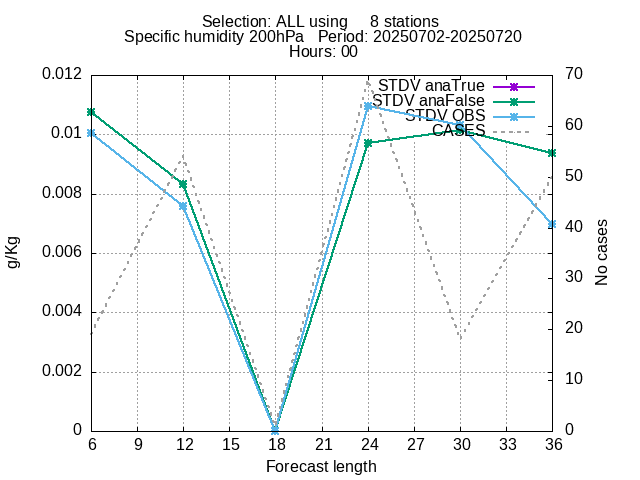 Selection: ALL using     8 stations
Specific humidity 200hPa   Period: 20250702-20250720
Hours: 00
STDV anaTrue
STDV anaFalse
STDV OBS
CASES
0.012
0.01
0.008
0.006
0.004
0.002
0
70
60
50
40
30
20
10
0
g/Kg
No cases
6 9 12 15 18 21 24 27 30 33 36
Forecast length